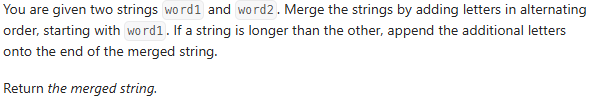 You are given two strings word1 and word2. Merge the strings by adding letters in alternating
order, starting with word1. If a string is longer than the other, append the additional letters
onto the end of the merged string.
Return the merged string.